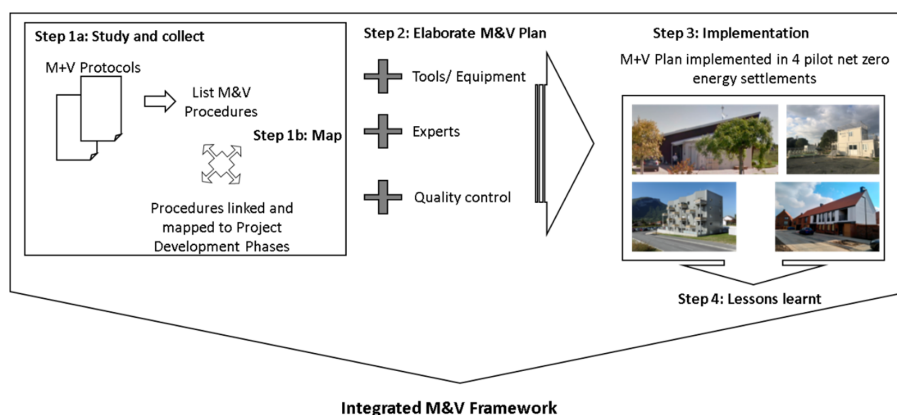 Step 1a: Study and collect
M+V Protocols
List M&V
Procedures
Step 1b: Map
Procedures linked and
mapped to Project
Development Phases
Step 2: Elaborate M&V Plan
Tools/ Equipment
Experts
Quality control
Step 3: Implementation
M+V Plan implemented in 4 pilot net zero
energy settlements
Step 4: Lessons learnt
Integrated M&V Framework